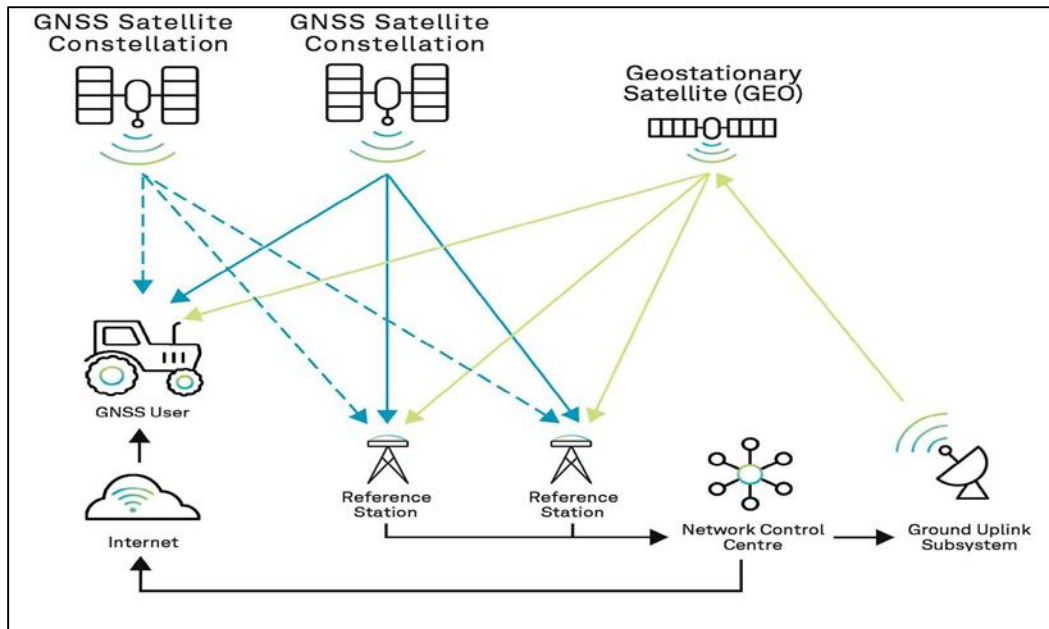 GNSS Satellite
Constellation
GNSS Satellite
Constellation
Geostationary
Satellite (GEO)
GNSS User
Internet
Reference
Station
Reference
Station
Network Control
Centre
Ground Uplink
Subsystem